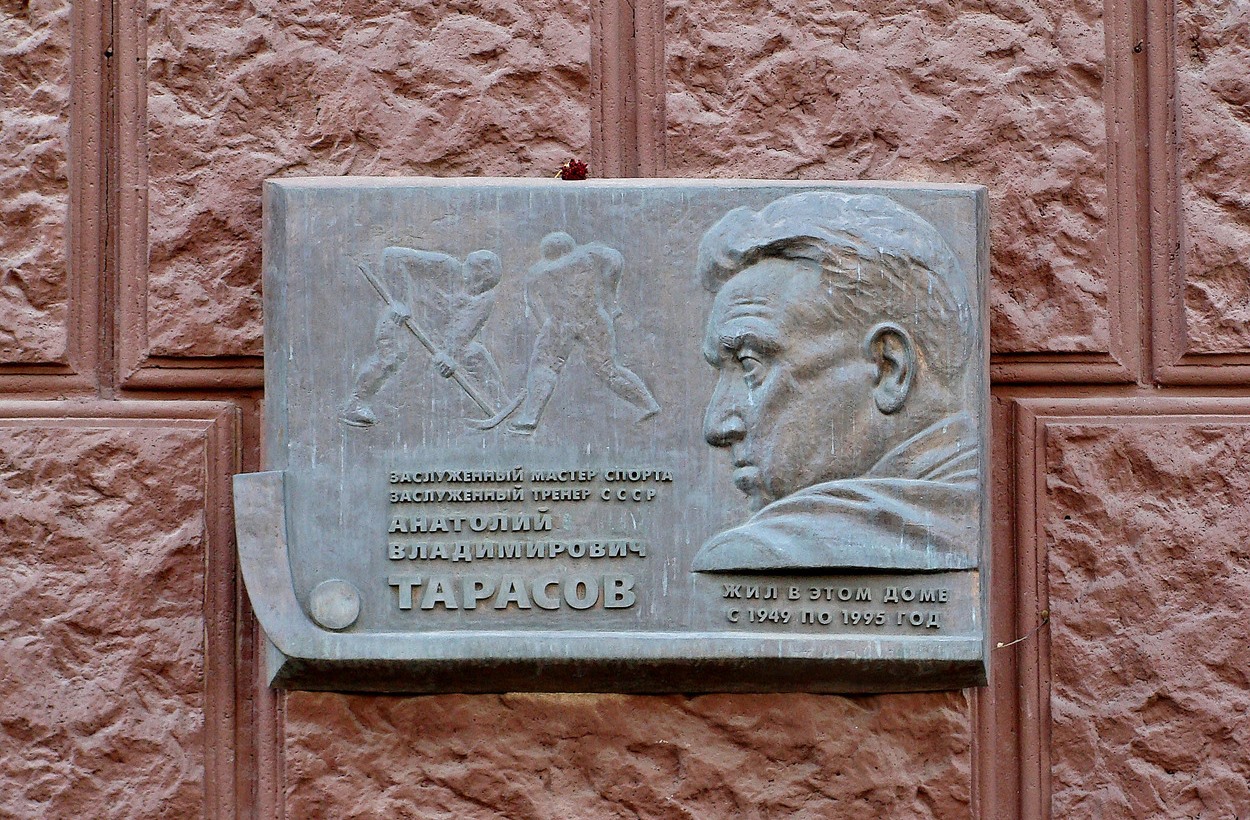 ЗАСЛУЖЕННЫЙ МАСТЕР СПОРТА
ЗАСЛУЖЕННЫЙ ТРЕНЕР СССР
АНАТОЛИЙ
ВЛАДИМИРОВИЧ
ТАРАСОВ
ЖИЛ В ЭТОМ ДОМЕ
С 1949 ПО 1995 ГОД